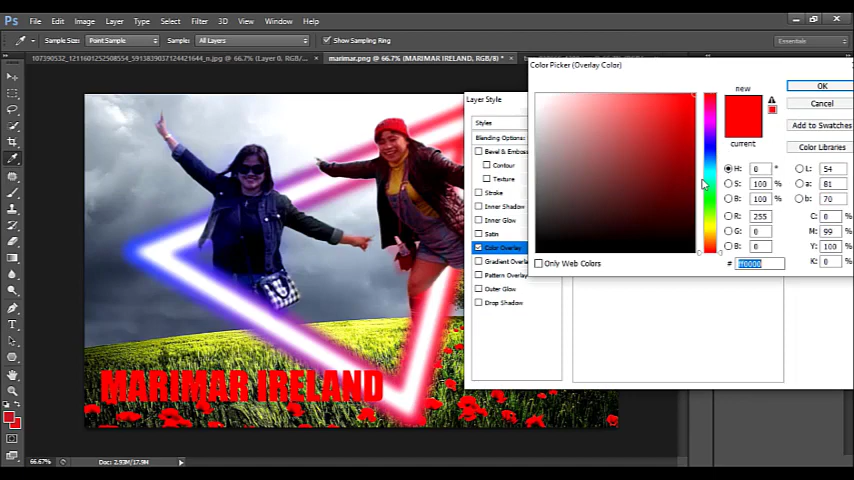 Ps File Edit Image Layer Type Select Filter 3D View Window Help
Sample Size: Point Sample Sample: All Layers Show Sampling Ring Essentials
marimar.png @ 66.7% (MARIMAR IRELAND, RGB/8) *
Color Picker (Overlay Color)
new
current
OK
Cancel
Add to Swatches
Color Libraries
H: 0 °
S: 100 %
B: 100 %
R: 255
G: 0
B: 0
L: 54
a: 81
b: 70
C: 0 %
M: 99 %
Y: 100 %
K: 0 %
# ff0000
Only Web Colors
Layer Style
Styles
Blending Options:
Bevel & Emboss
Contour
Texture
Stroke
Inner Shadow
Inner Glow
Satin
Color Overlay
Gradient Overlay
Pattern Overlay
Outer Glow
Drop Shadow
MARIMAR IRELAND
66.67% Doc: 2.93M/17.9M